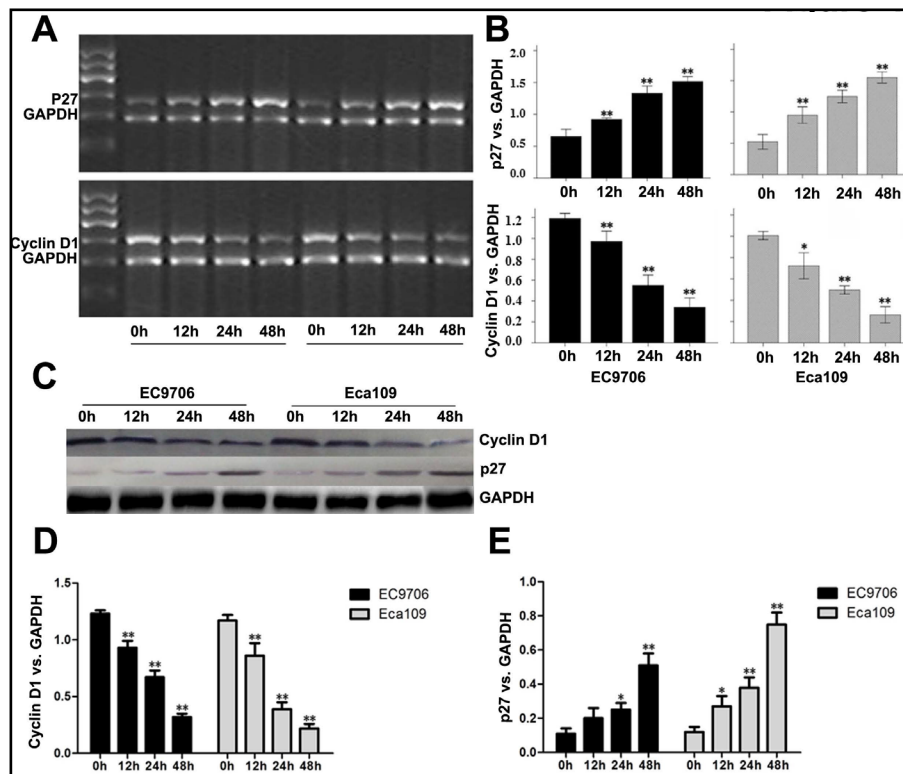 A
P27
GAPDH
Cyclin D1
GAPDH
0h 12h 24h 48h 0h 12h 24h 48h
B
p27 vs. GAPDH
2.0
1.5
1.0
0.5
0.0
** ** **
0h 12h 24h 48h
** ** **
0h 12h 24h 48h
Cyclin D1 vs. GAPDH
1.2
1.0
0.8
0.6
0.4
0.2
0.0
** ** **
0h 12h 24h 48h
EC9706
* ** **
0h 12h 24h 48h
Eca109
C
EC9706 Eca109
0h 12h 24h 48h 0h 12h 24h 48h
Cyclin D1
p27
GAPDH
D
Cyclin D1 vs. GAPDH
1.5
1.0
0.5
0.0
** ** ** ** ** **
0h 12h 24h 48h 0h 12h 24h 48h
EC9706
Eca109
E
p27 vs. GAPDH
0.8
0.6
0.4
0.2
0.0
* ** * ** **
0h 12h 24h 48h 0h 12h 24h 48h
EC9706
Eca109